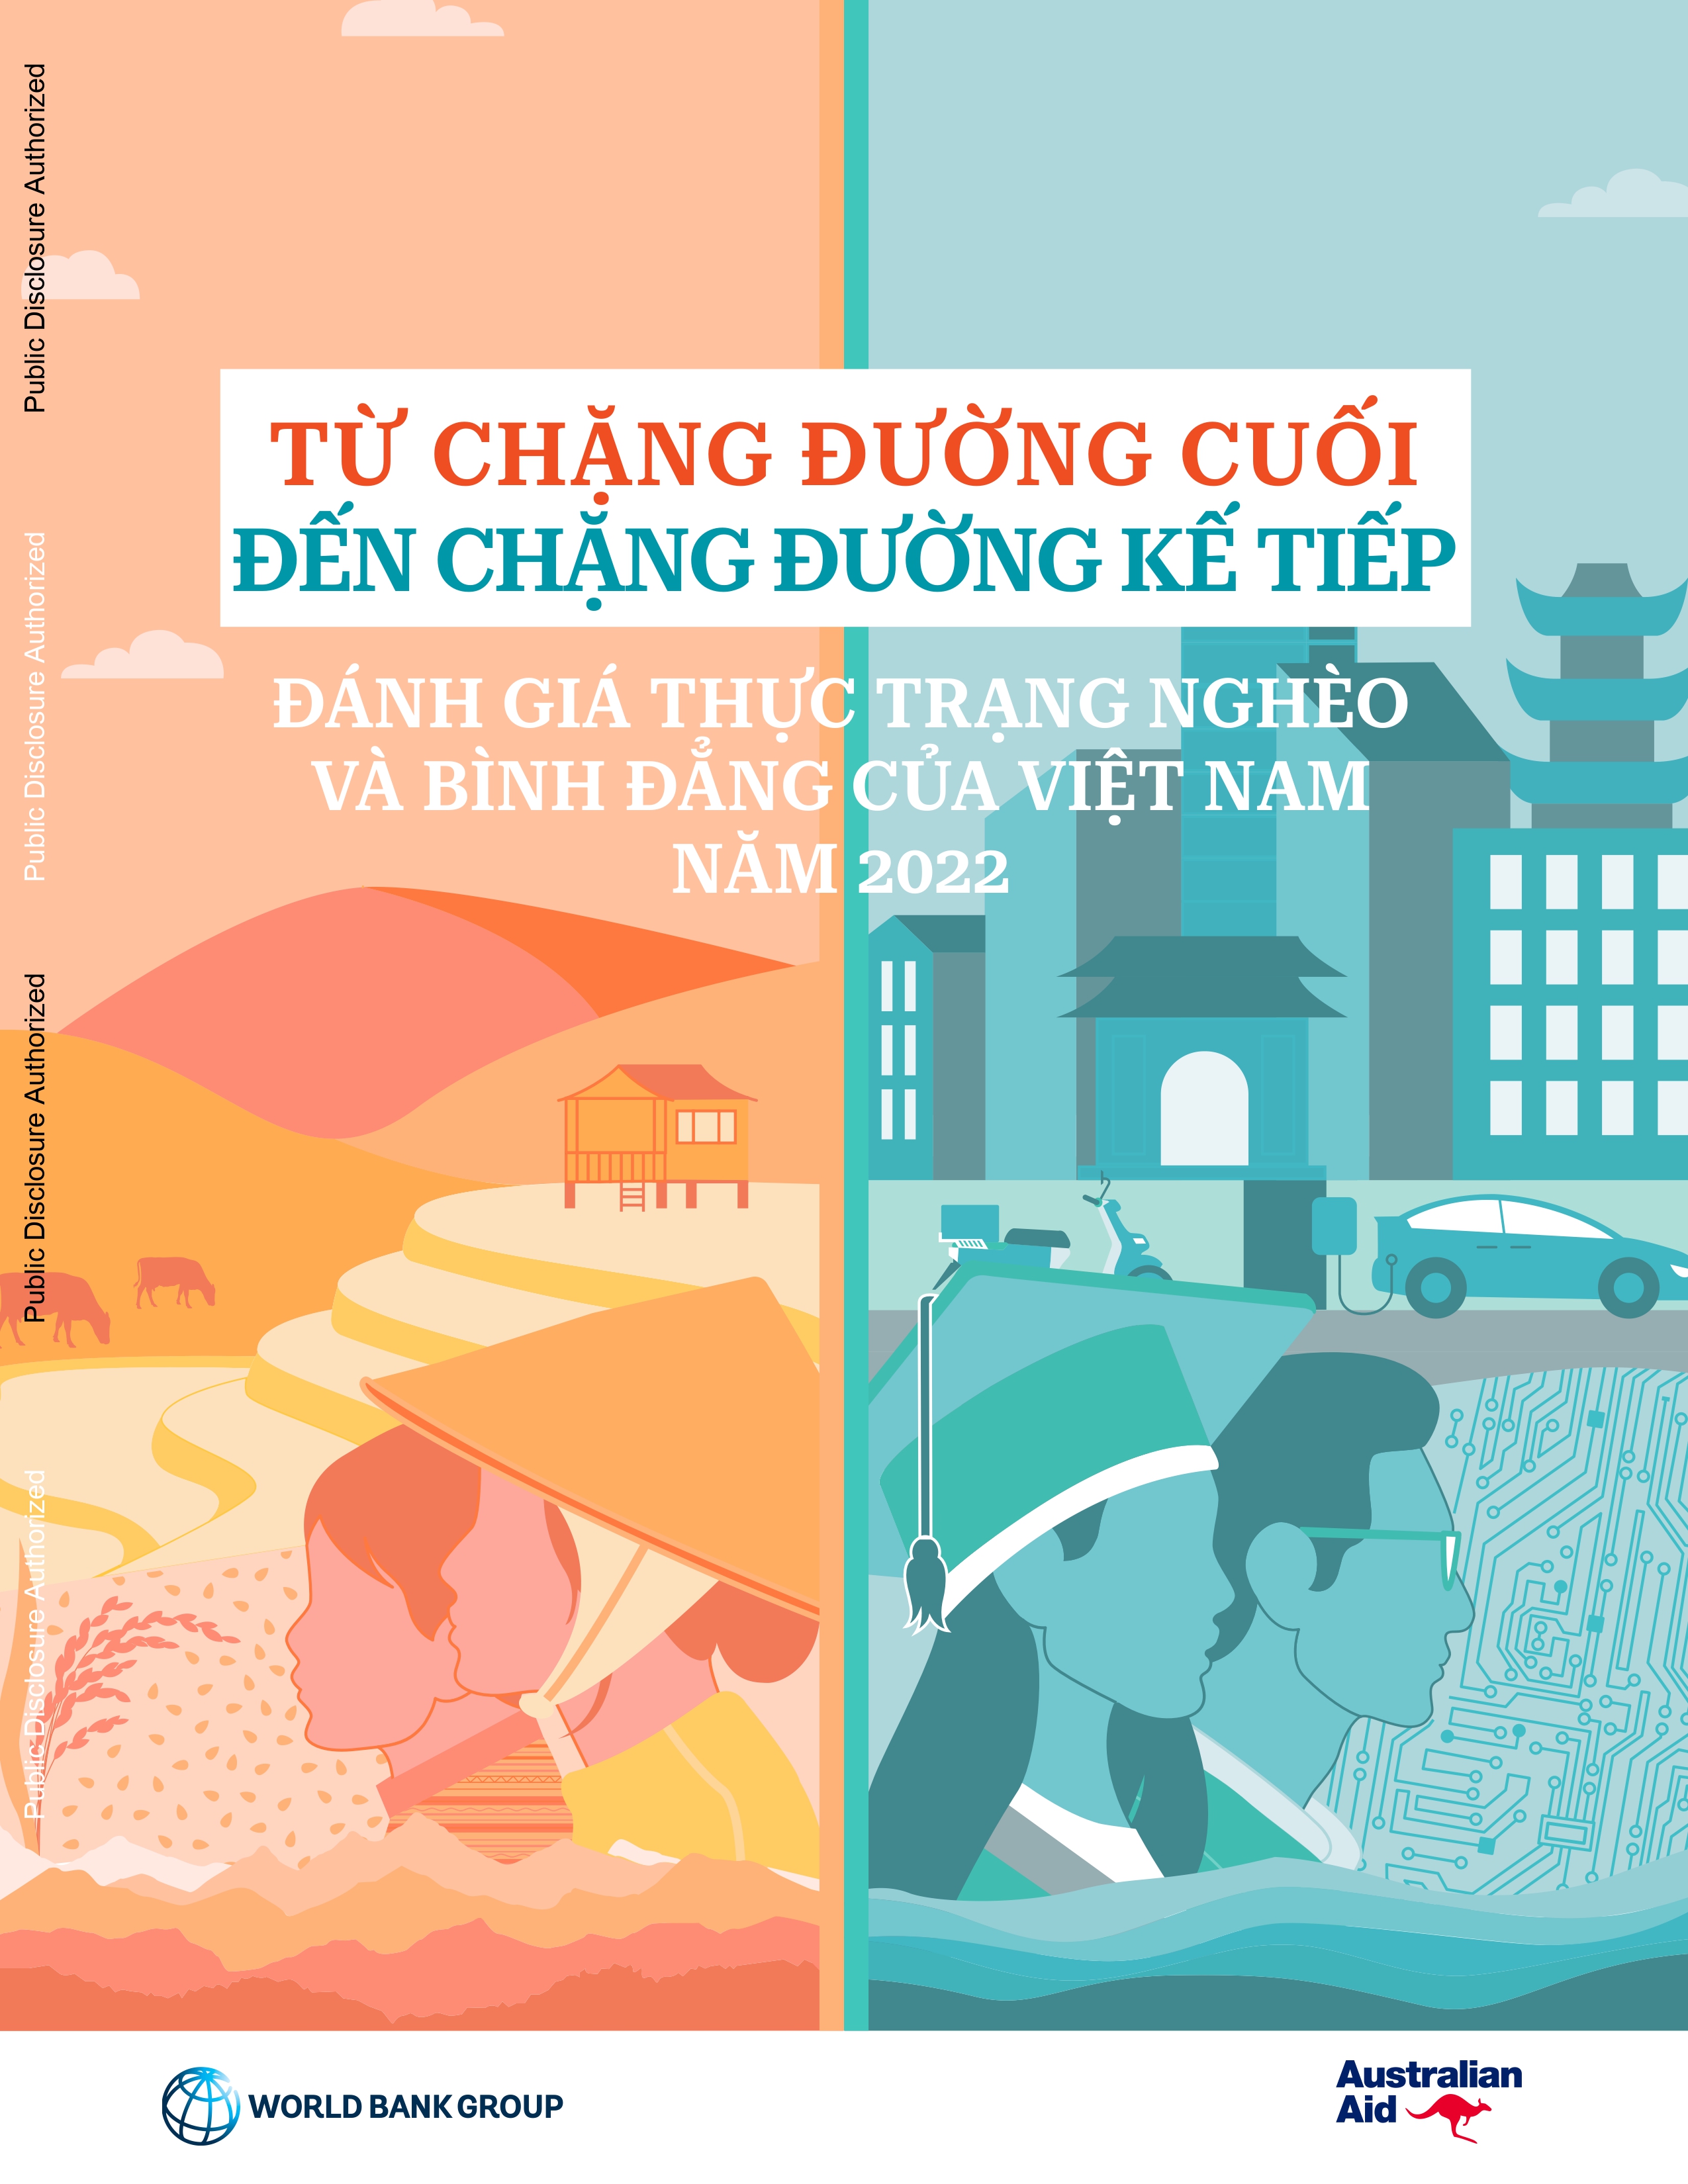 TỪ CHẶNG ĐƯỜNG CUỐI
ĐẾN CHẶNG ĐƯỜNG KẾ TIẾP
ĐÁNH GIÁ THỰC TRẠNG NGHÈO
VÀ BÌNH ĐẲNG CỦA VIỆT NAM
NĂM 2022
Public Disclosure Authorized
Public Disclosure Authorized
Public Disclosure Authorized
Public Disclosure Authorized
WORLD BANK GROUP
Australian
Aid